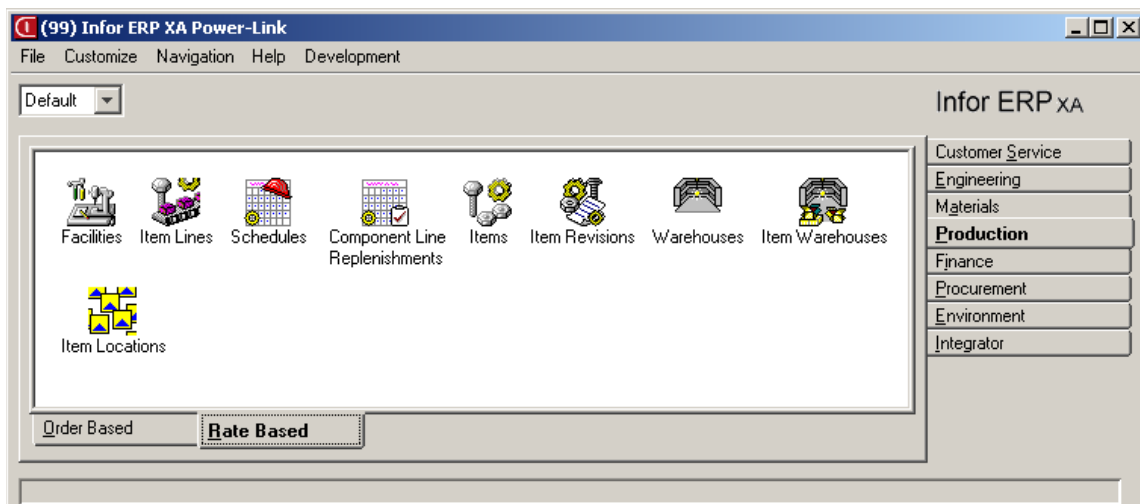 (99) Infor ERP XA Power-Link
File Customize Navigation Help Development
Default
Infor ERP XA
Facilities Item Lines Schedules Component Line Replenishments Items Item Revisions Warehouses Item Warehouses
Item Locations
Order Based Rate Based
Customer Service
Engineering
Materials
Production
Finance
Procurement
Environment
Integrator